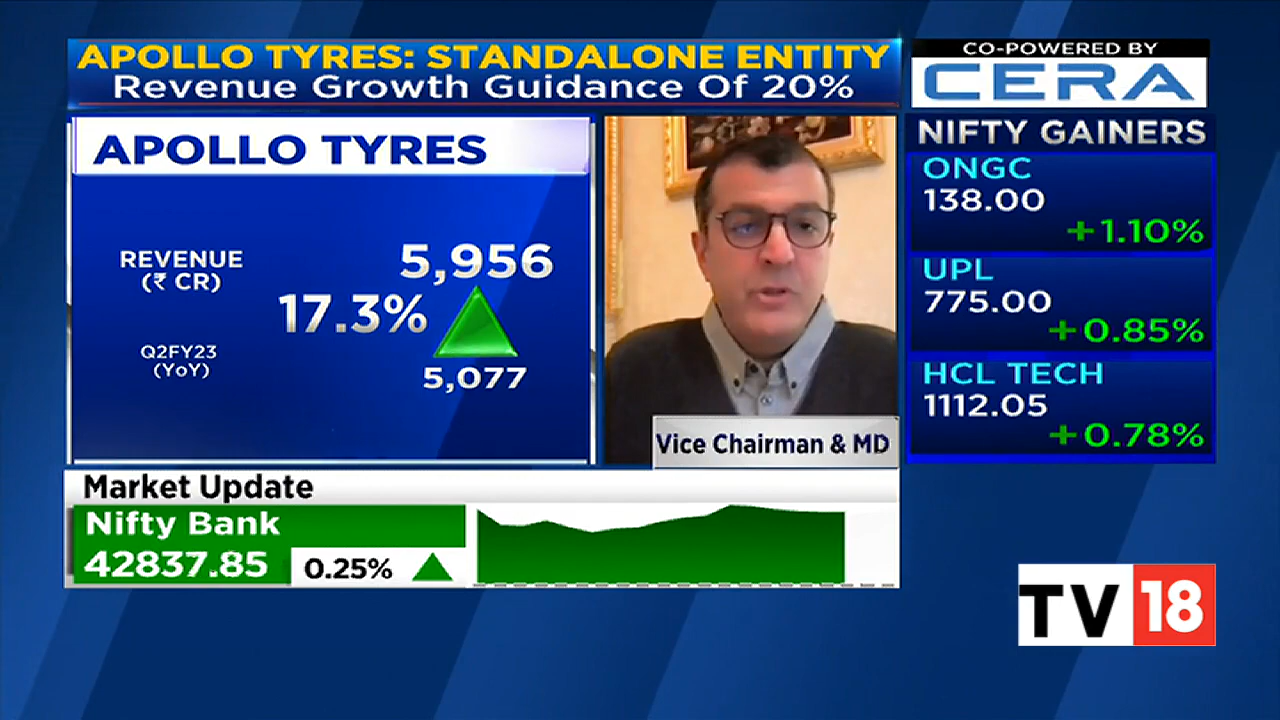 APOLLO TYRES: STANDALONE ENTITY
Revenue Growth Guidance Of 20%
CO-POWERED BY
CERA
APOLLO TYRES
REVENUE
(₹ CR)
5,956
17.3%
Q2FY23
(YoY)
5,077
Vice Chairman & MD
NIFTY GAINERS
ONGC
138.00
+1.10%
UPL
775.00
+0.85%
HCL TECH
1112.05
+0.78%
Market Update
Nifty Bank
42837.85
0.25%
TV18